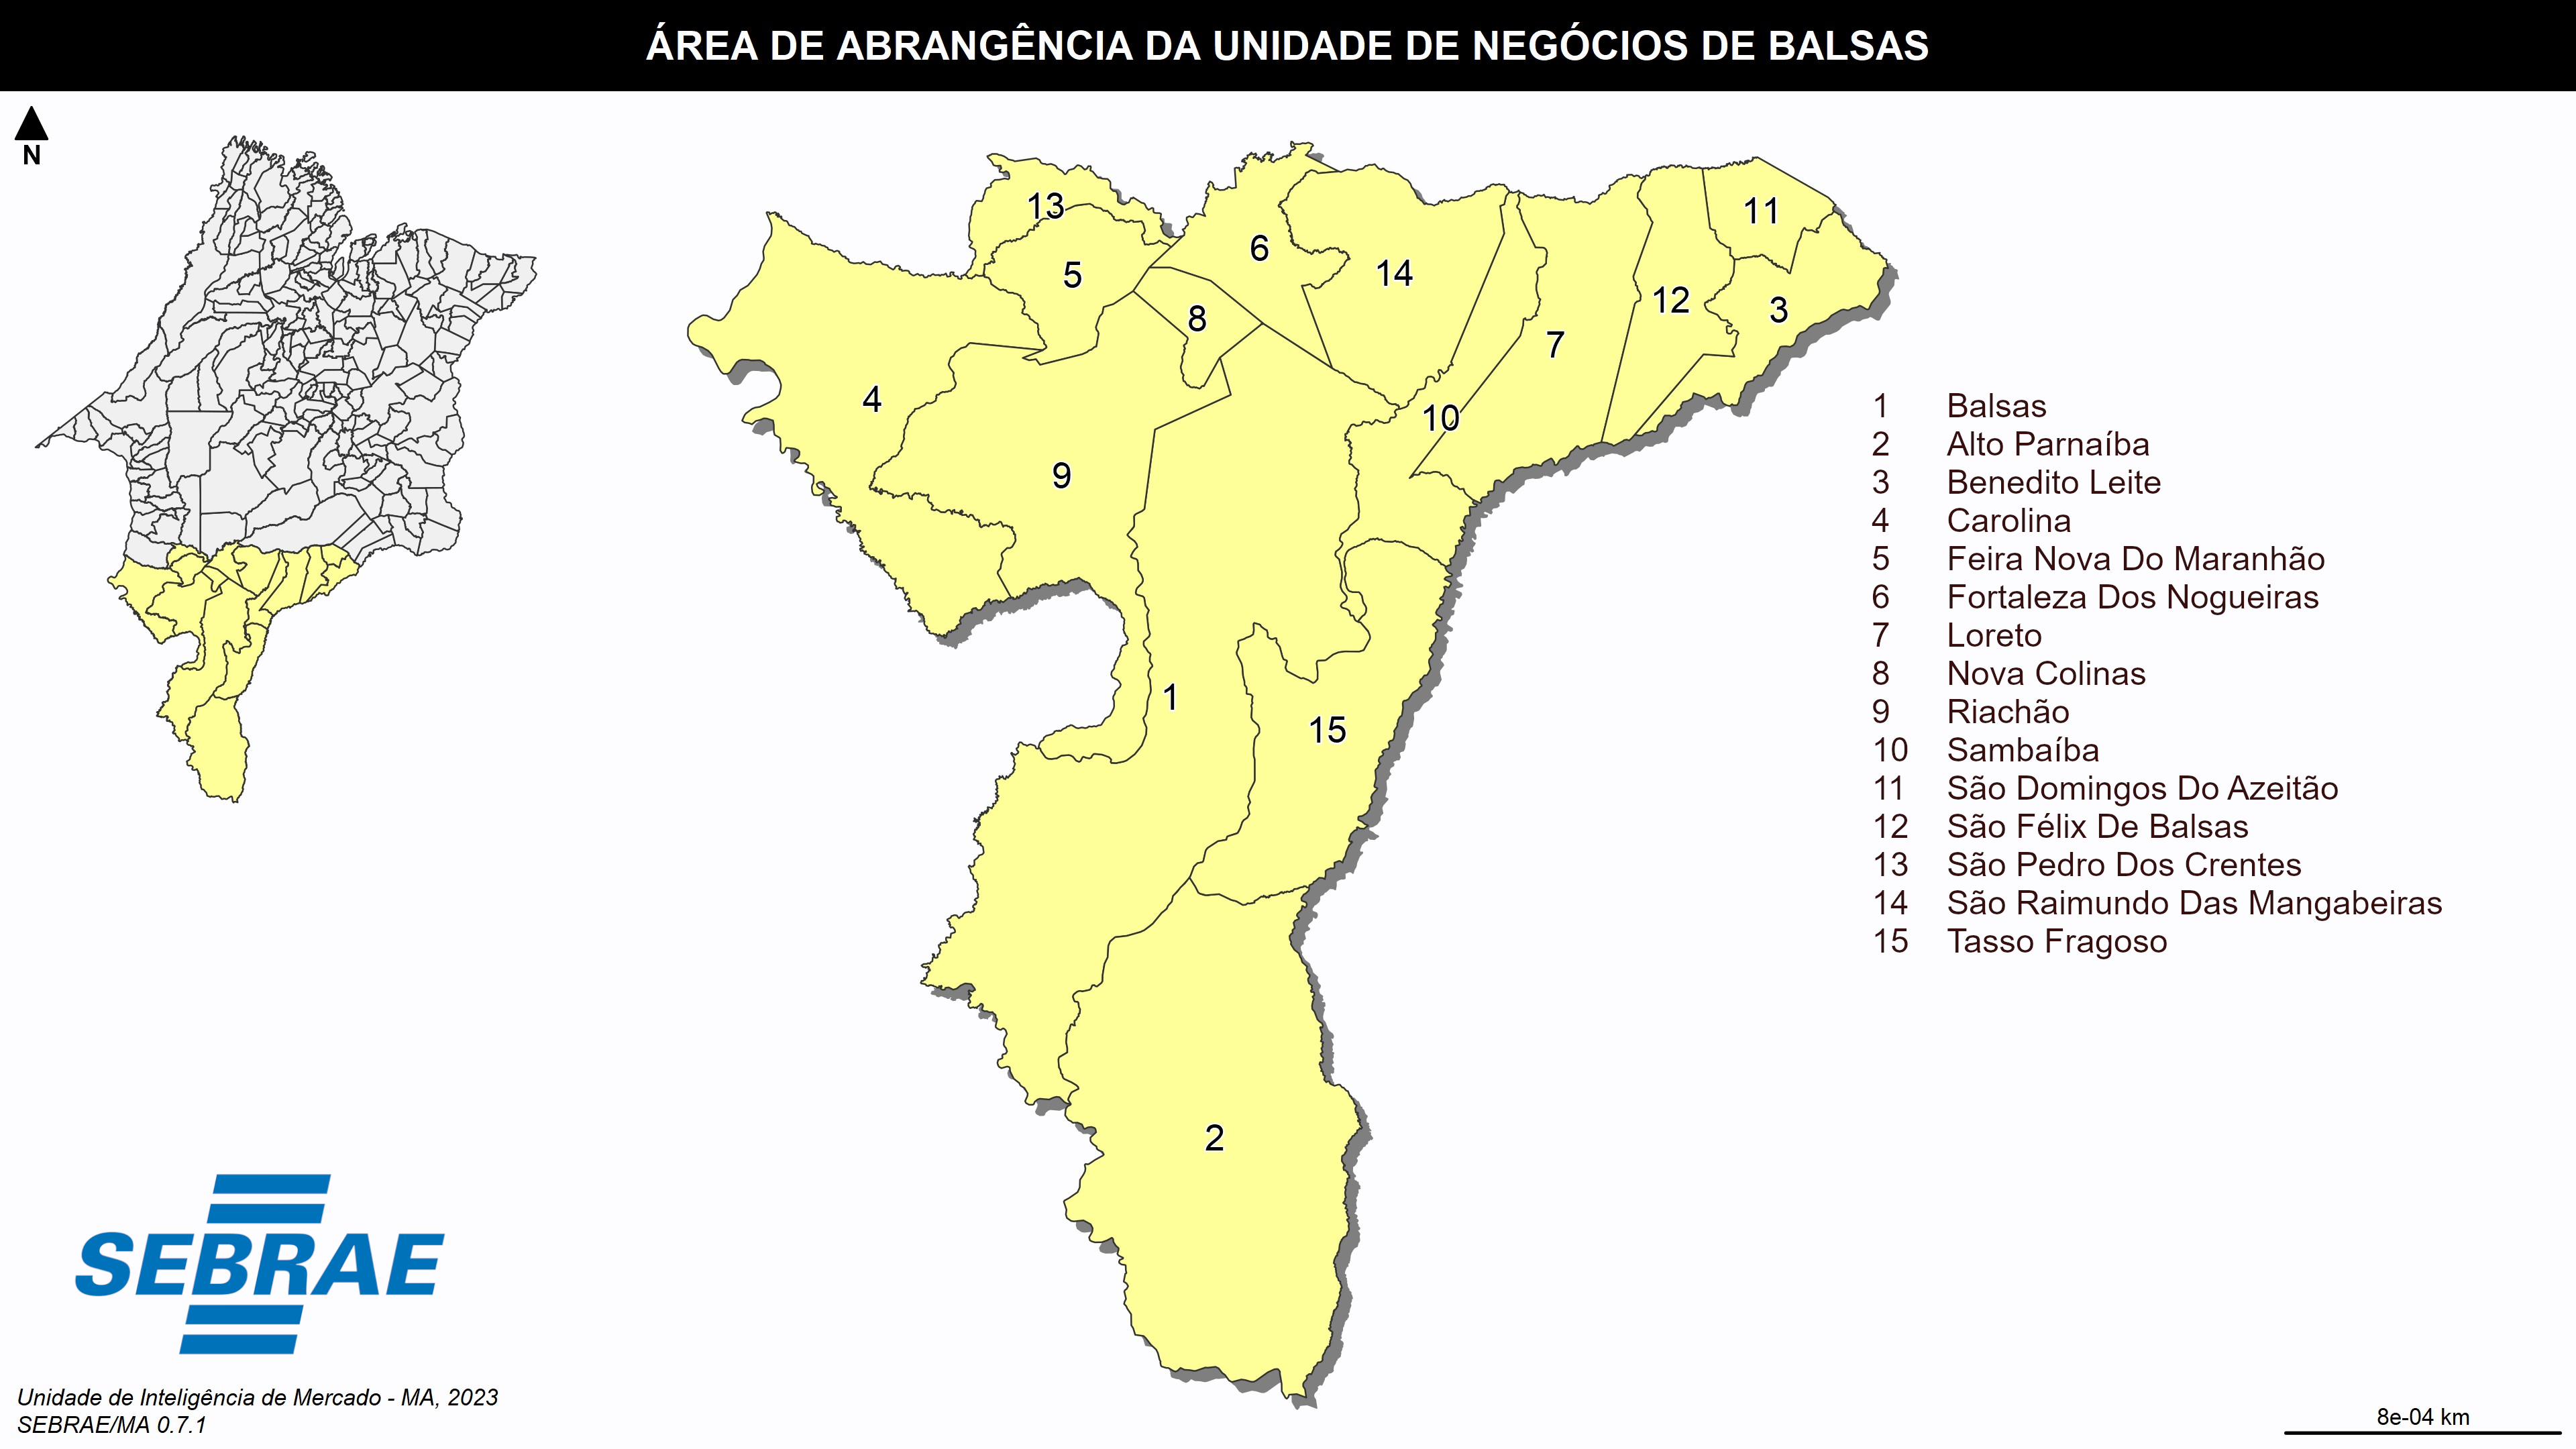 ÁREA DE ABRANGÊNCIA DA UNIDADE DE NEGÓCIOS DE BALSAS
N
13
11
6
5
14
3
12
8
7
4
10
9
1
15
2
1 Balsas
2 Alto Parnaíba
3 Benedito Leite
4 Carolina
5 Feira Nova Do Maranhão
6 Fortaleza Dos Nogueiras
7 Loreto
8 Nova Colinas
9 Riachão
10 Sambaíba
11 São Domingos Do Azeitão
12 São Félix De Balsas
13 São Pedro Dos Crentes
14 São Raimundo Das Mangabeiras
15 Tasso Fragoso
SEBRAE
Unidade de Inteligência de Mercado - MA, 2023
SEBRAE/MA 0.7.1
8e-04 km